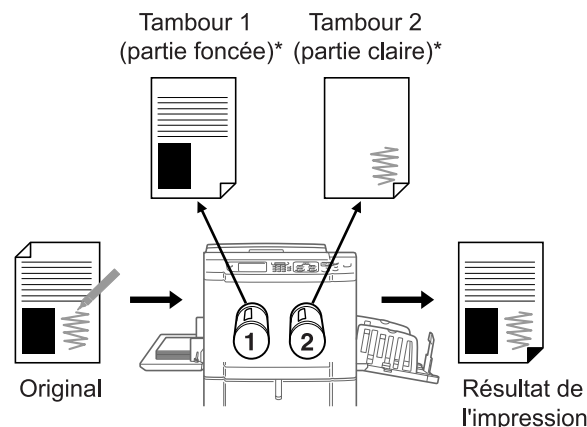 Tambour 1
(partie foncée)*
Tambour 2
(partie claire)*
1
2
Original
Résultat de
l'impression